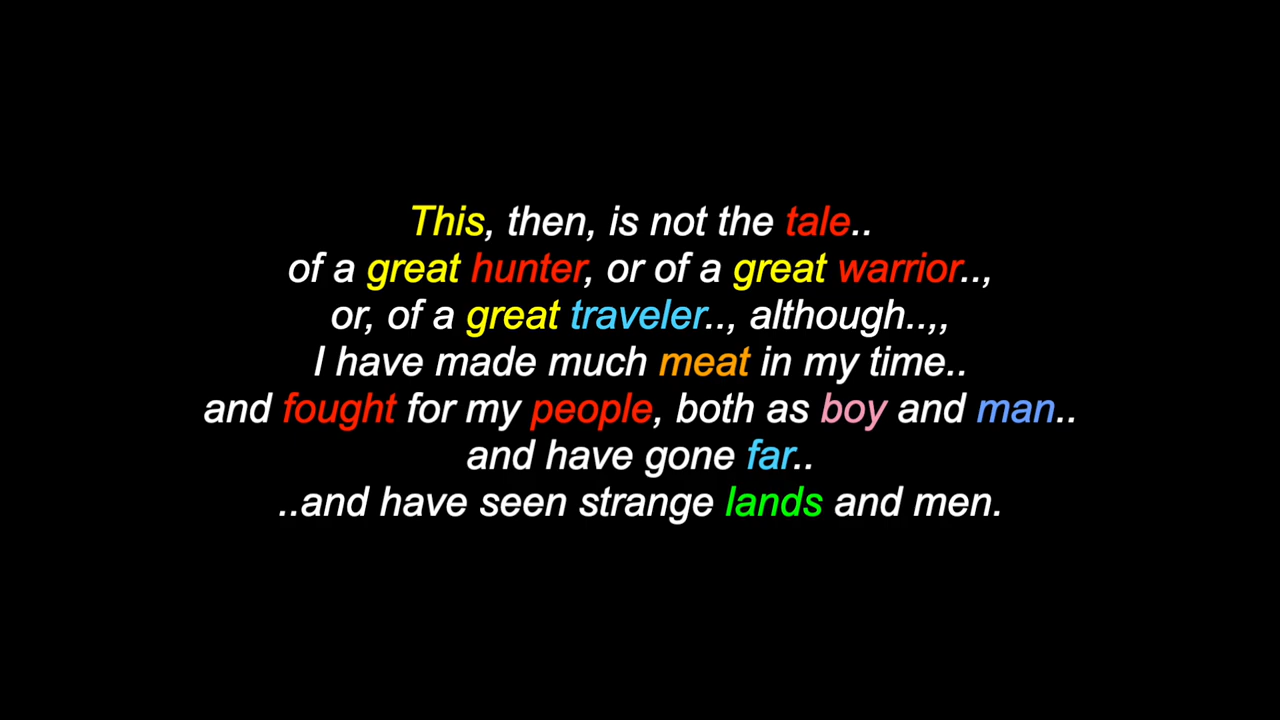 This, then, is not the tale..
of a great hunter, or of a great warrior..,
or, of a great traveler.., although..,,
I have made much meat in my time..
and fought for my people, both as boy and man..
and have gone far..
..and have seen strange lands and men.